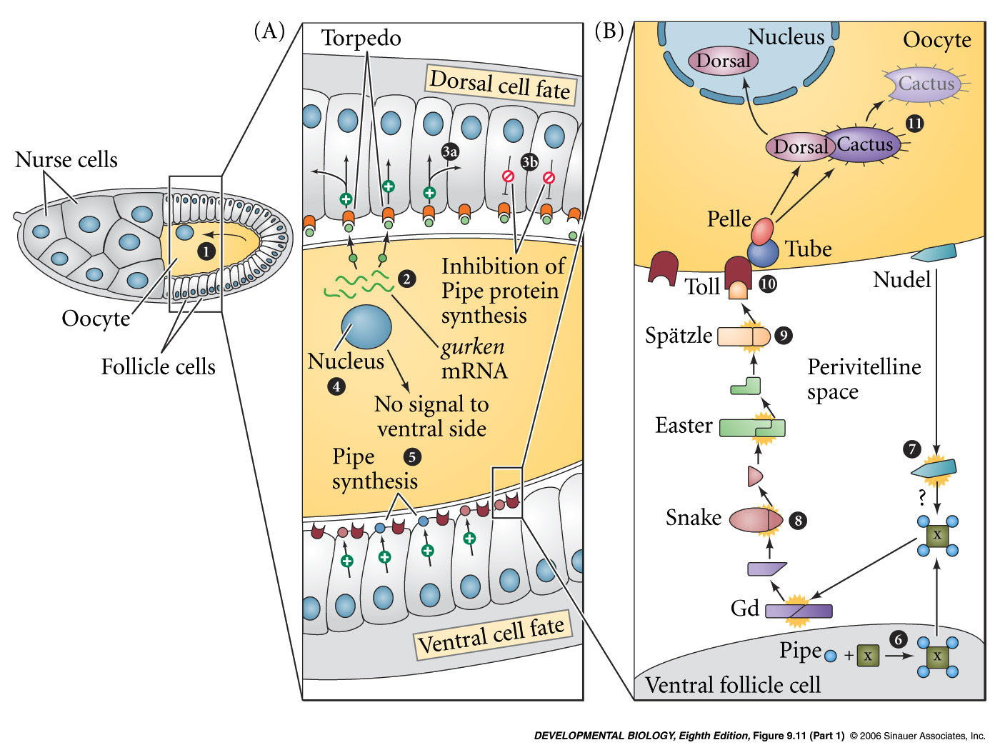 (A)
Torpedo
Dorsal cell fate
3a
3b
Nurse cells
1
Oocyte
Follicle cells
2
Inhibition of
Pipe protein
synthesis
gurken
mRNA
Nucleus
4
No signal to
ventral side
5
Pipe
synthesis
Ventral cell fate
(B)
Nucleus
Oocyte
Dorsal
Cactus
11
Dorsal
Cactus
Pelle
Tube
Toll
10
Nudel
Spätzle
9
Perivitelline
space
Easter
7
?
Snake
8
x
Gd
6
Pipe + x
x
Ventral follicle cell
DEVELOPMENTAL BIOLOGY, Eighth Edition, Figure 9.11 (Part 1) © 2006 Sinauer Associates, Inc.